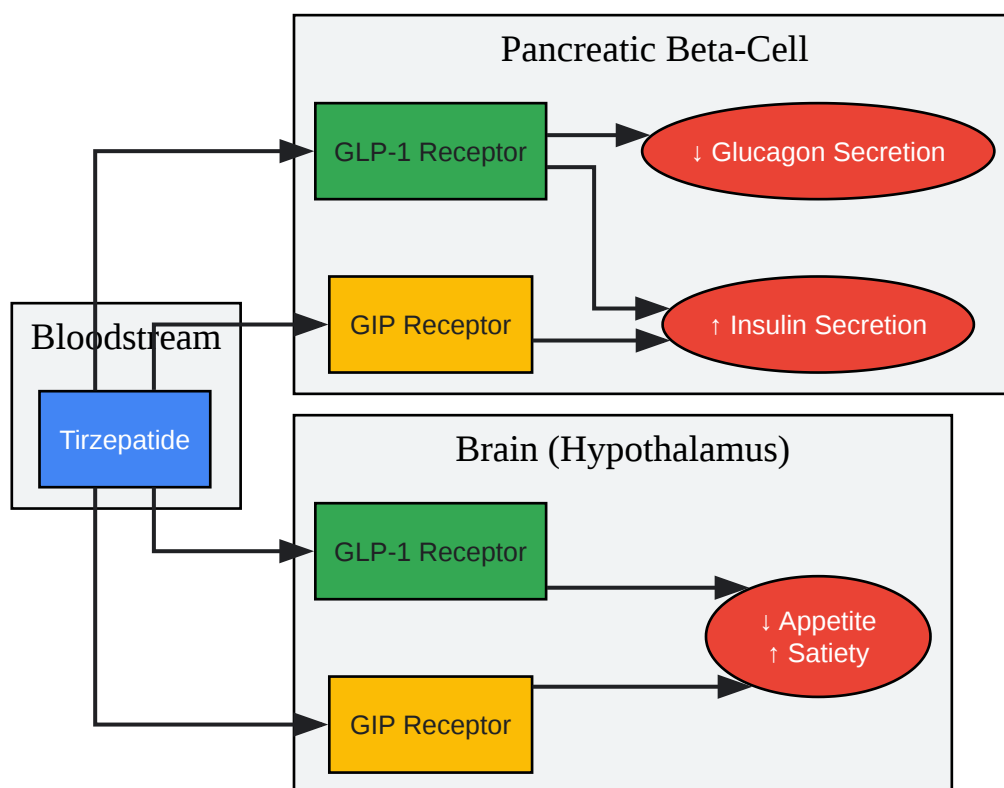 Pancreatic Beta-Cell
GLP-1 Receptor
↓ Glucagon Secretion
GIP Receptor
↑ Insulin Secretion
Bloodstream
Tirzepatide
Brain (Hypothalamus)
GLP-1 Receptor
↓ Appetite
↑ Satiety
GIP Receptor